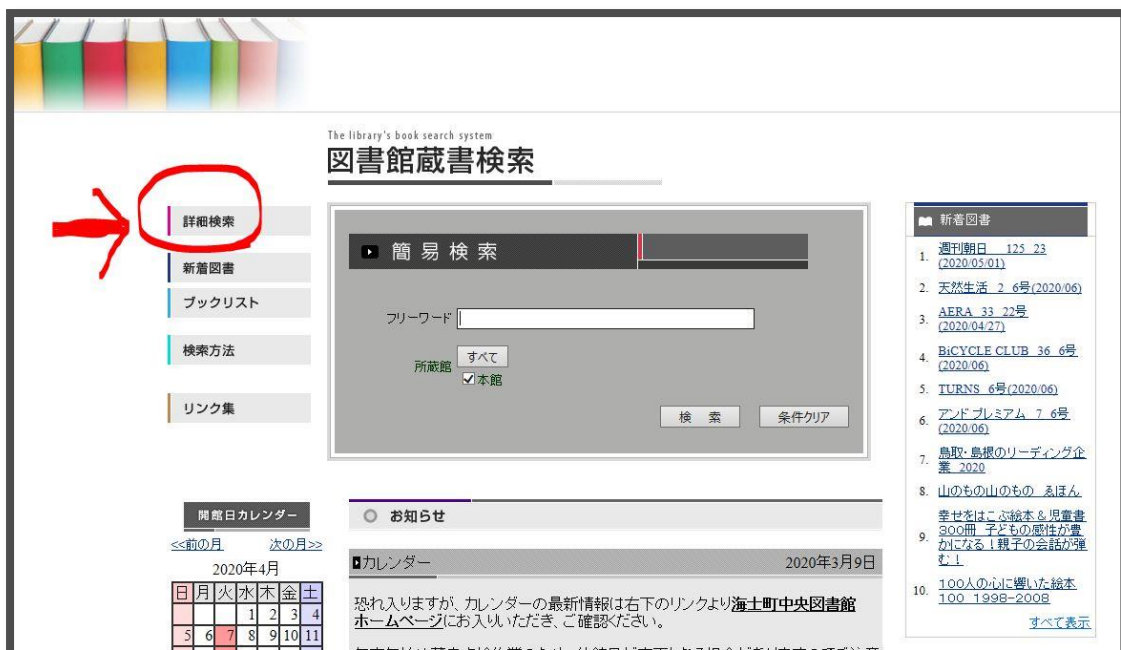 The library's book search system
図書館蔵書検索
詳細検索
新着図書
ブックリスト
検索方法
リンク集
簡易検索
フリーワード
所蔵館
すべて
本館
検 索
条件クリア
新着図書
1. 週刊朝日 125 23
(2020/05/01)
2. 天然生活 2 6号(2020/06)
3. AERA 33 22号
(2020/04/27)
4. BiCYCLE CLUB 36 6号
(2020/06)
5. TURNS 6号(2020/06)
6. アンド プレミアム 7 6号
(2020/06)
7. 鳥取・島根のリーディング企
業 2020
8. 山のもの山のもの ゑほん
9. 幸せをはこぶ絵本&児童書
300冊 子どもの感性が豊
かになる!親子の会話が弾
む!
10. 100人の心に響いた絵本
100 1998-2008
すべて表示
開館日カレンダー
<<前の月 次の月>>
2020年4月
日 月 火 水 木 金 土
1 2 3 4
5 6 7 8 9 10 11
お知らせ
カレンダー 2020年3月9日
恐れ入りますが、カレンダーの最新情報は右下のリンクより海士町中央図書館
ホームページにお入りいただき、ご確認ください。